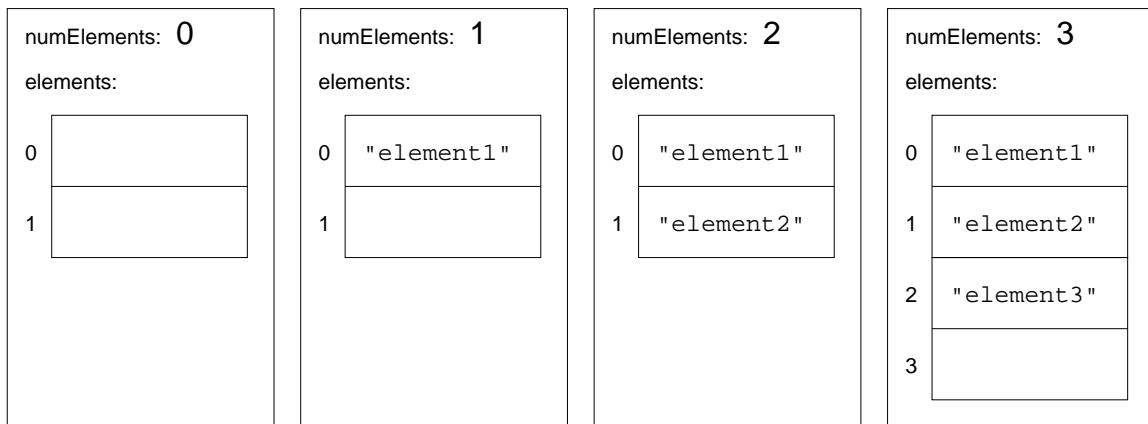 numElements: 0
elements:
0
1
numElements: 1
elements:
0 "element1"
1
numElements: 2
elements:
0 "element1"
1 "element2"
numElements: 3
elements:
0 "element1"
1 "element2"
2 "element3"
3